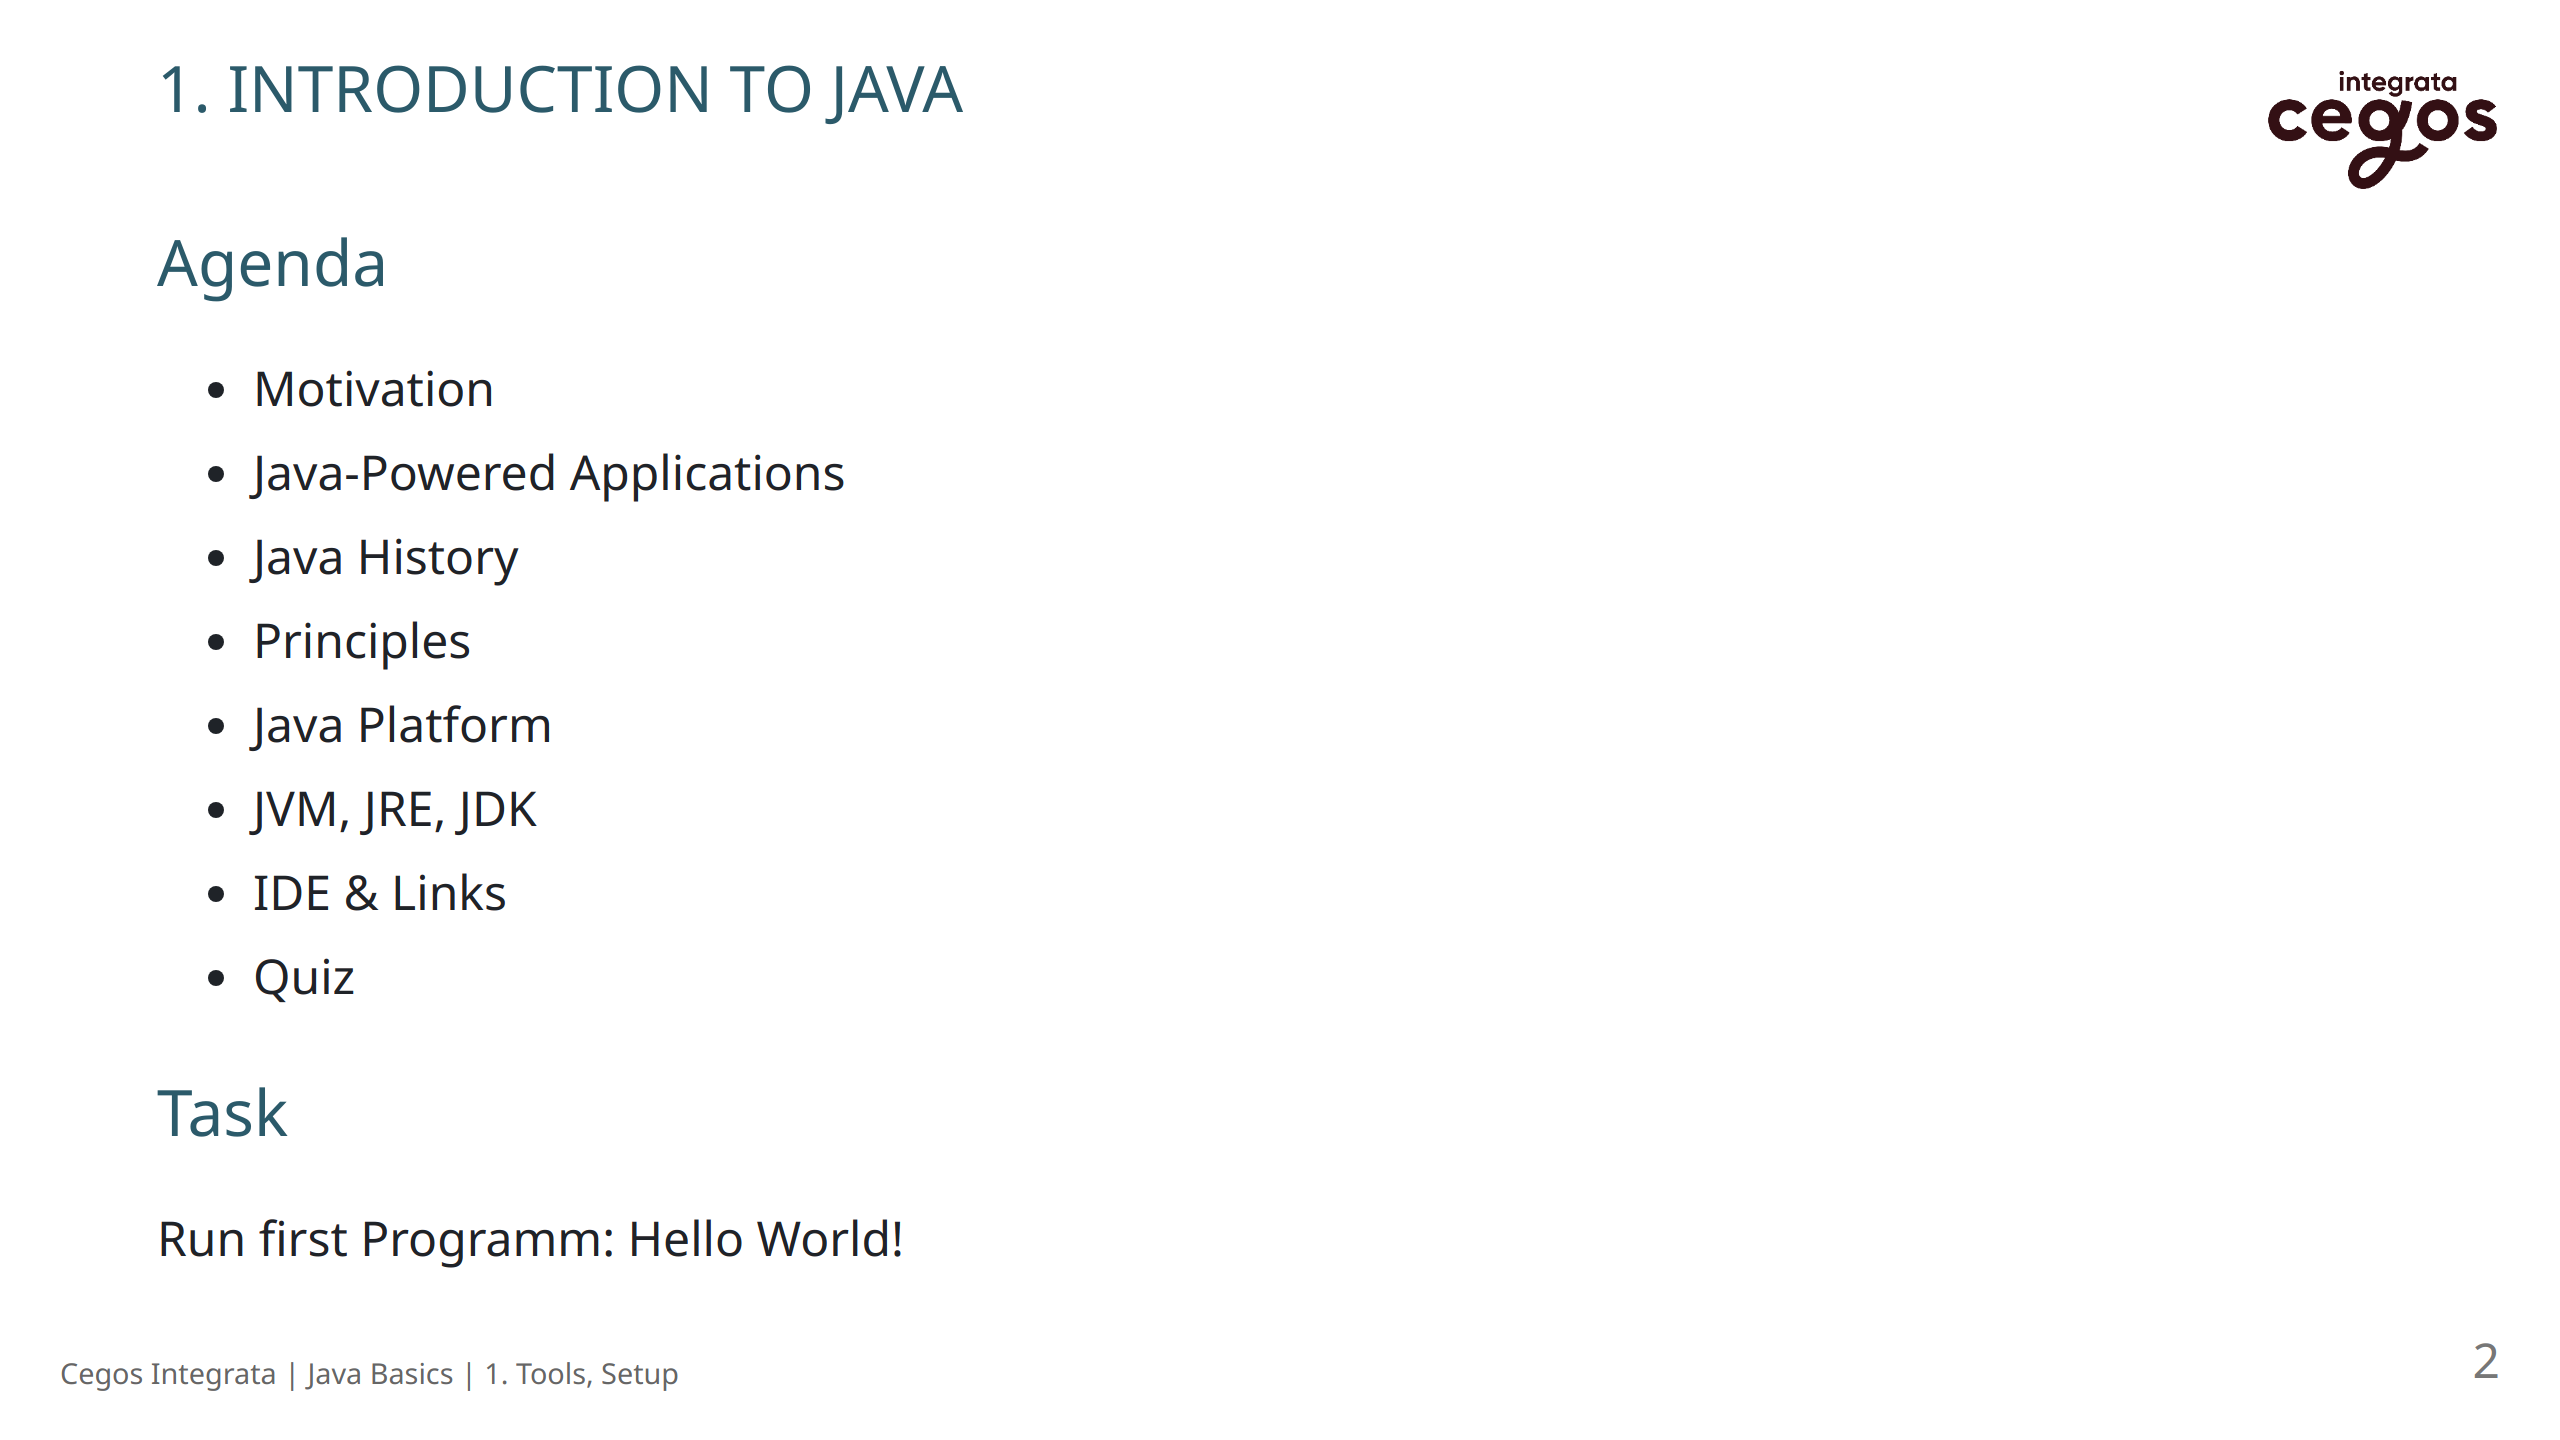 1. INTRODUCTION TO JAVA
integrata
cegos
Agenda
Motivation
Java-Powered Applications
Java History
Principles
Java Platform
JVM, JRE, JDK
IDE & Links
Quiz
Task
Run first Programm: Hello World!
Cegos Integrata | Java Basics | 1. Tools, Setup
2